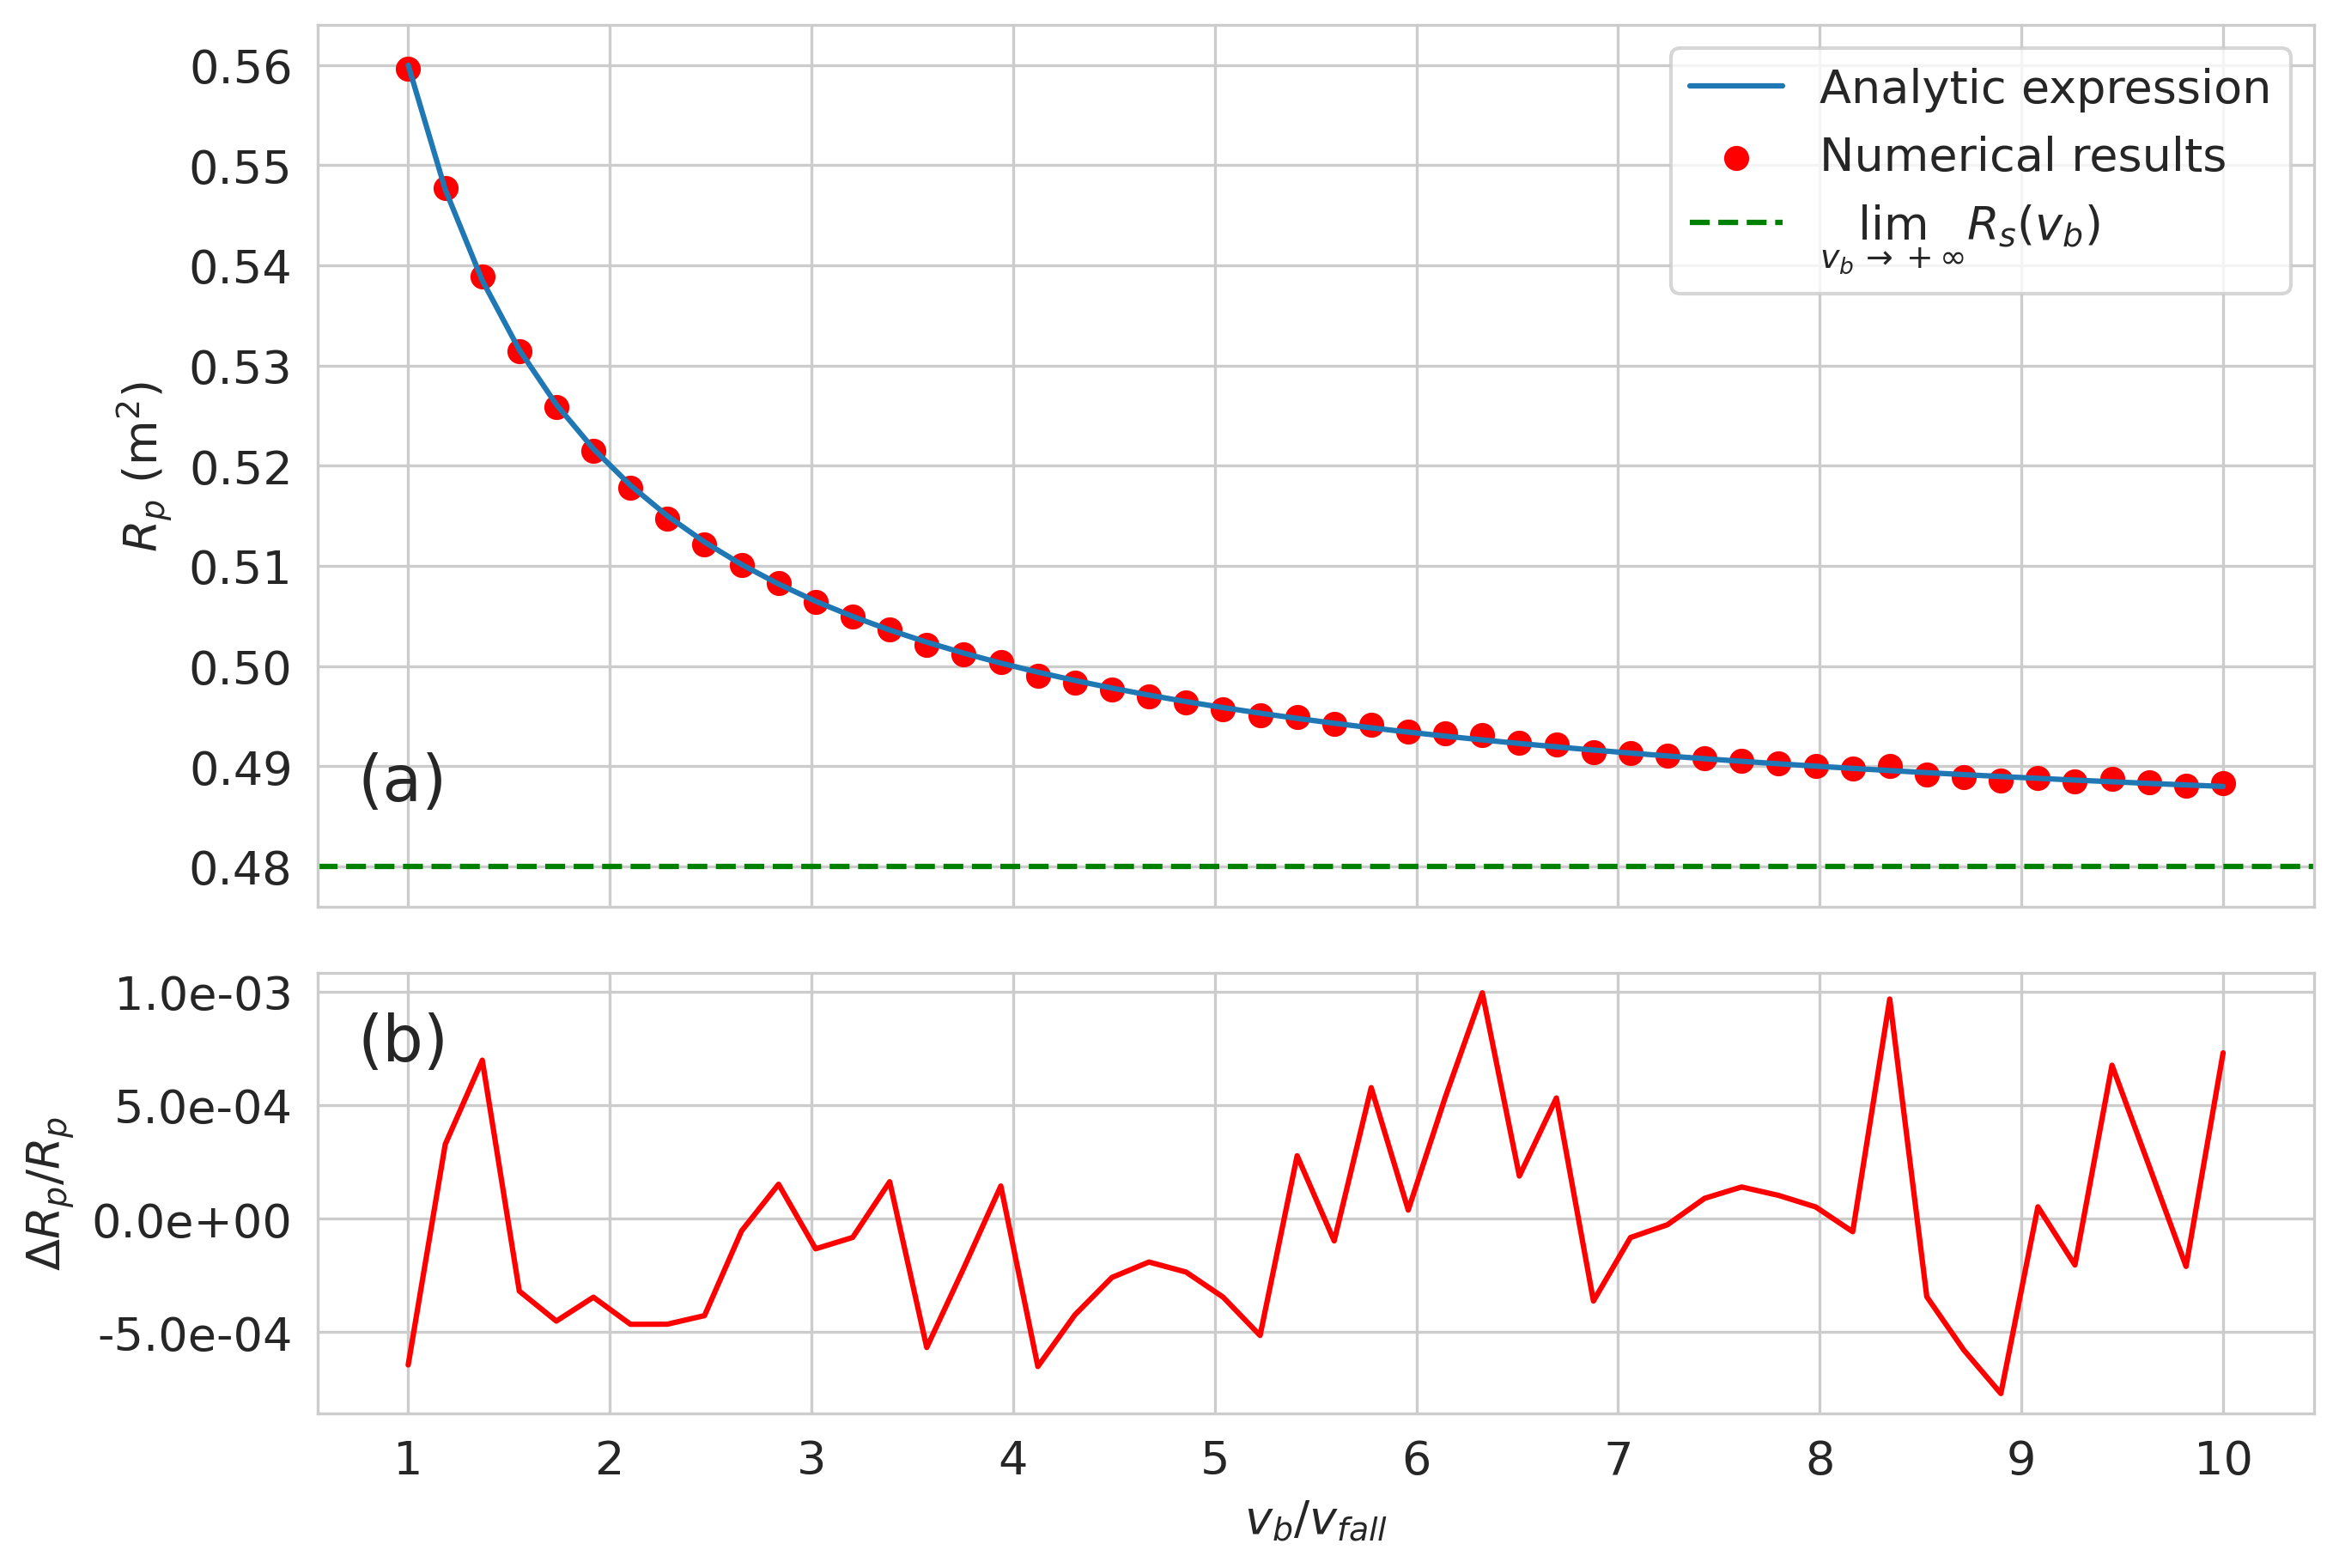 0.56
0.55
0.54
0.53
0.52
0.51
0.50
0.49
0.48
R_p (m²)
Analytic expression
Numerical results
lim R_s(v_b)
v_b → +∞
(a)
1.0e-03
5.0e-04
0.0e+00
-5.0e-04
ΔR_p/R_p
(b)
1 2 3 4 5 6 7 8 9 10
v_b/v_fall